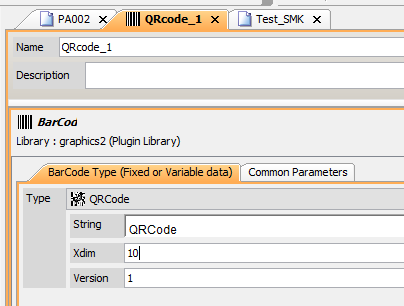 PA002 QRcode_1 Test_SMK
Name QRcode_1
Description
BarCod
Library : graphics2 (Plugin Library)
BarCode Type (Fixed or Variable data) Common Parameters
Type QRCode
String QRCode
Xdim 10
Version 1